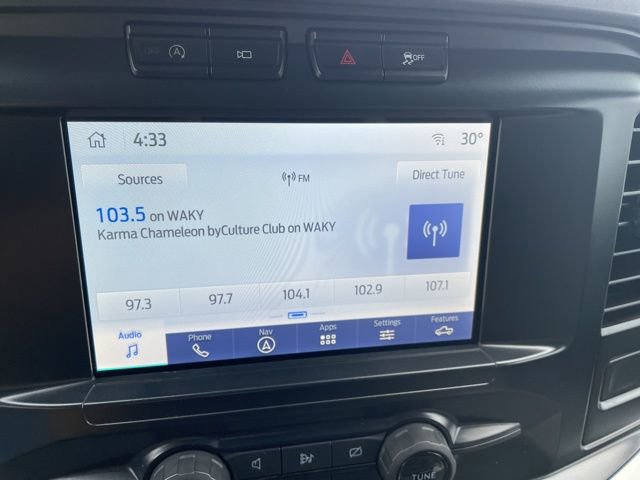 OFF
OFF
4:33 30°
Sources FM Direct Tune
103.5 on WAKY
Karma Chameleon byCulture Club on WAKY
97.3 97.7 104.1 102.9 107.1
Audio Phone Nav Apps Settings Features
TUNE